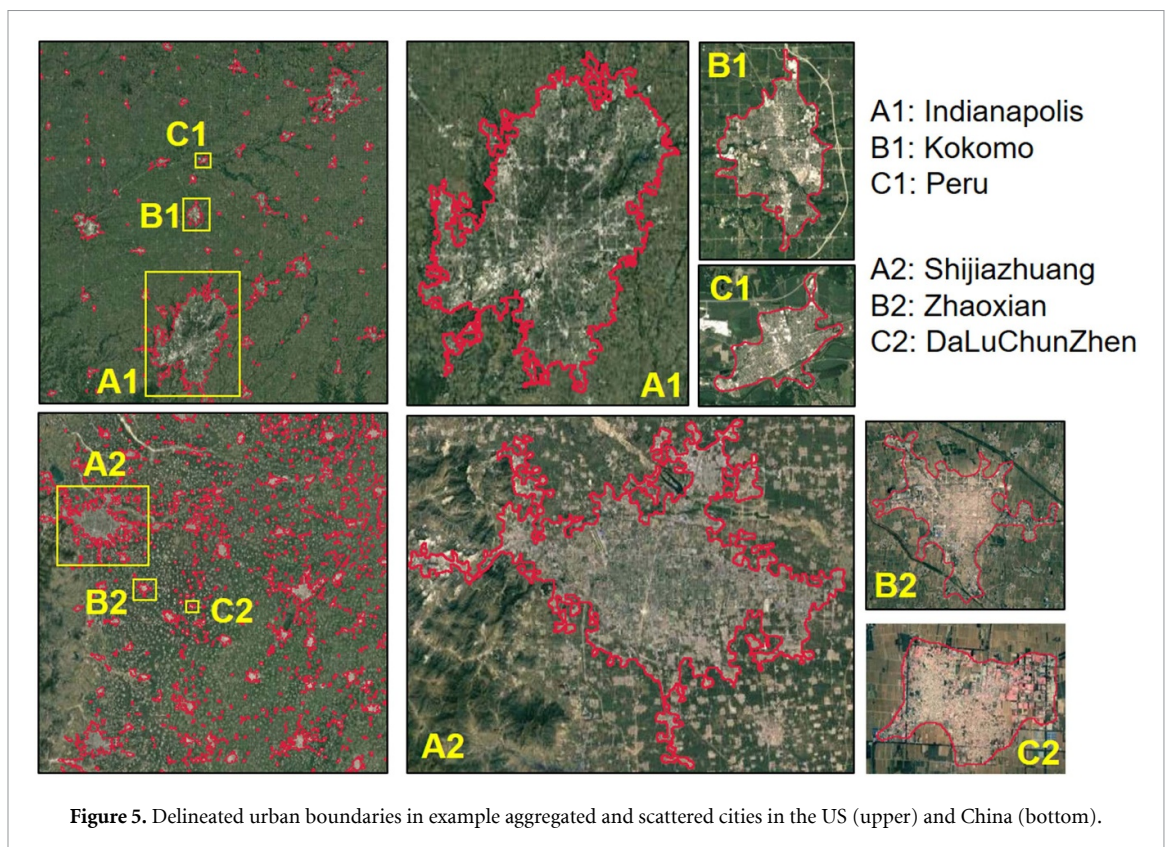 C1
B1
A1
A1
B1
C1
A1: Indianapolis
B1: Kokomo
C1: Peru
A2: Shijiazhuang
B2: Zhaoxian
C2: DaLuChunZhen
A2
B2
C2
A2
B2
C2
Figure 5. Delineated urban boundaries in example aggregated and scattered cities in the US (upper) and China (bottom).